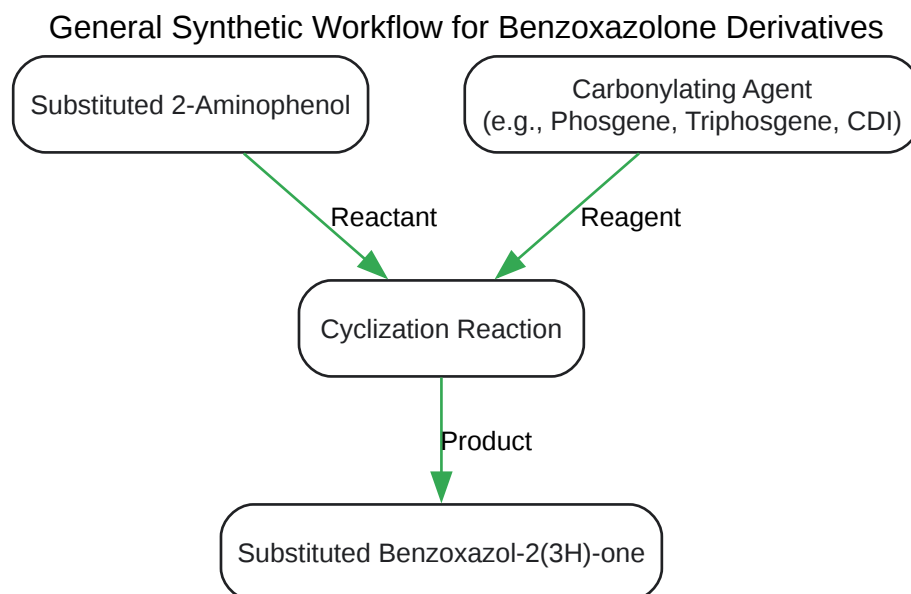 General Synthetic Workflow for Benzoxazolone Derivatives
Substituted 2-Aminophenol
Carbonylating Agent
(e.g., Phosgene, Triphosgene, CDI)
Reactant
Reagent
Cyclization Reaction
Product
Substituted Benzoxazol-2(3H)-one